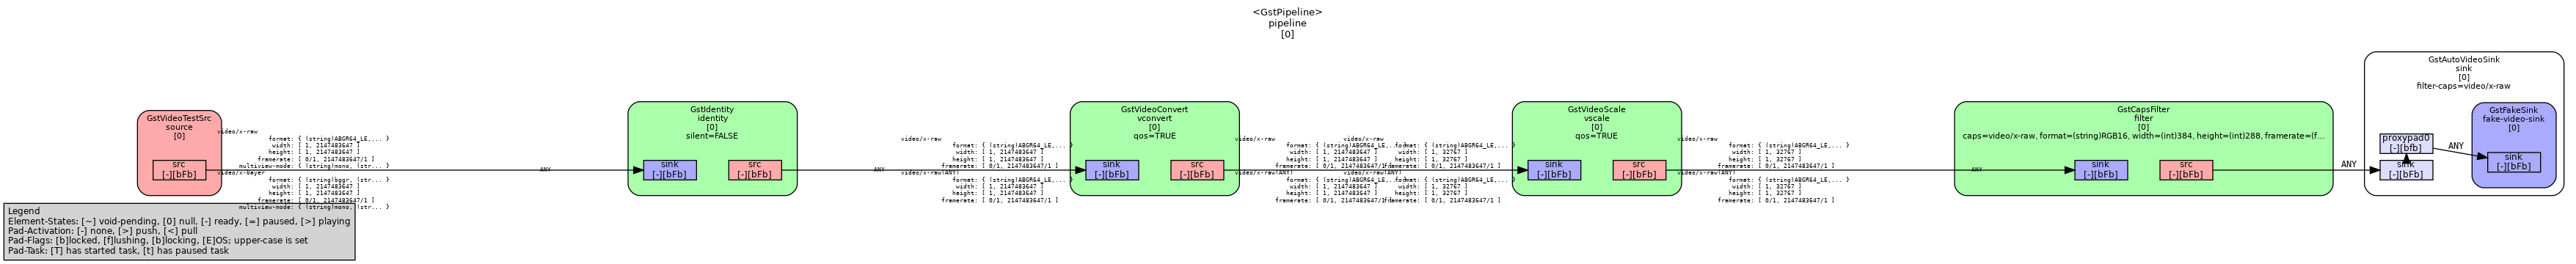 <GstPipeline>
pipeline
[0]
GstVideoTestSrc
source
[0]
src
[-][bFb]
video/x-raw
format: { (string)ABGR64_LE,... }
width: [ 1, 2147483647 ]
height: [ 1, 2147483647 ]
framerate: [ 0/1, 2147483647/1 ]
multiview-mode: { (string)mono, (str... }
video/x-bayer
format: { (string)bggr, (str... }
width: [ 1, 2147483647 ]
height: [ 1, 2147483647 ]
framerate: [ 0/1, 2147483647/1 ]
multiview-mode: { (string)mono, (str... }
ANY
GstIdentity
identity
[0]
silent=FALSE
sink
[-][bFb]
src
[-][bFb]
ANY
video/x-raw
format: { (string)ABGR64_LE,... }
width: [ 1, 2147483647 ]
height: [ 1, 2147483647 ]
framerate: [ 0/1, 2147483647/1 ]
video/x-raw(ANY)
format: { (string)ABGR64_LE,... }
width: [ 1, 2147483647 ]
height: [ 1, 2147483647 ]
framerate: [ 0/1, 2147483647/1 ]
GstVideoConvert
vconvert
[0]
qos=TRUE
sink
[-][bFb]
src
[-][bFb]
video/x-raw
format: { (string)ABGR64_LE,...
width: [ 1, 2147483647 ]
height: [ 1, 2147483647 ]
framerate: [ 0/1, 2147483647/1
video/x-raw(ANY)
format: { (string)ABGR64_LE,...
width: [ 1, 2147483647 ]
height: [ 1, 2147483647 ]
framerate: [ 0/1, 2147483647/1
video/x-raw
format: { (string)ABGR64_LE,... }
width: [ 1, 32767 ]
height: [ 1, 32767 ]
framerate: [ 0/1, 2147483647/1 ]
video/x-raw(ANY)
format: { (string)ABGR64_LE,... }
width: [ 1, 32767 ]
height: [ 1, 32767 ]
framerate: [ 0/1, 2147483647/1 ]
GstVideoScale
vscale
[0]
qos=TRUE
sink
[-][bFb]
src
[-][bFb]
video/x-raw
format: { (string)ABGR64_LE,... }
width: [ 1, 32767 ]
height: [ 1, 32767 ]
framerate: [ 0/1, 2147483647/1 ]
video/x-raw(ANY)
format: { (string)ABGR64_LE,... }
width: [ 1, 32767 ]
height: [ 1, 32767 ]
framerate: [ 0/1, 2147483647/1 ]
GstCapsFilter
filter
[0]
caps=video/x-raw, format=(string)RGB16, width=(int)384, height=(int)288, framerate=(f...
ANY
sink
[-][bFb]
src
[-][bFb]
ANY
GstAutoVideoSink
sink
[0]
filter-caps=video/x-raw
proxypad0
[-][bfb]
sink
[-][bFb]
ANY
GstFakeSink
fake-video-sink
[0]
sink
[-][bFb]
Legend
Element-States: [~] void-pending, [0] null, [-] ready, [=] paused, [>] playing
Pad-Activation: [-] none, [>] push, [<] pull
Pad-Flags: [b]locked, [f]lushing, [b]locking, [E]OS; upper-case is set
Pad-Task: [T] has started task, [t] has paused task